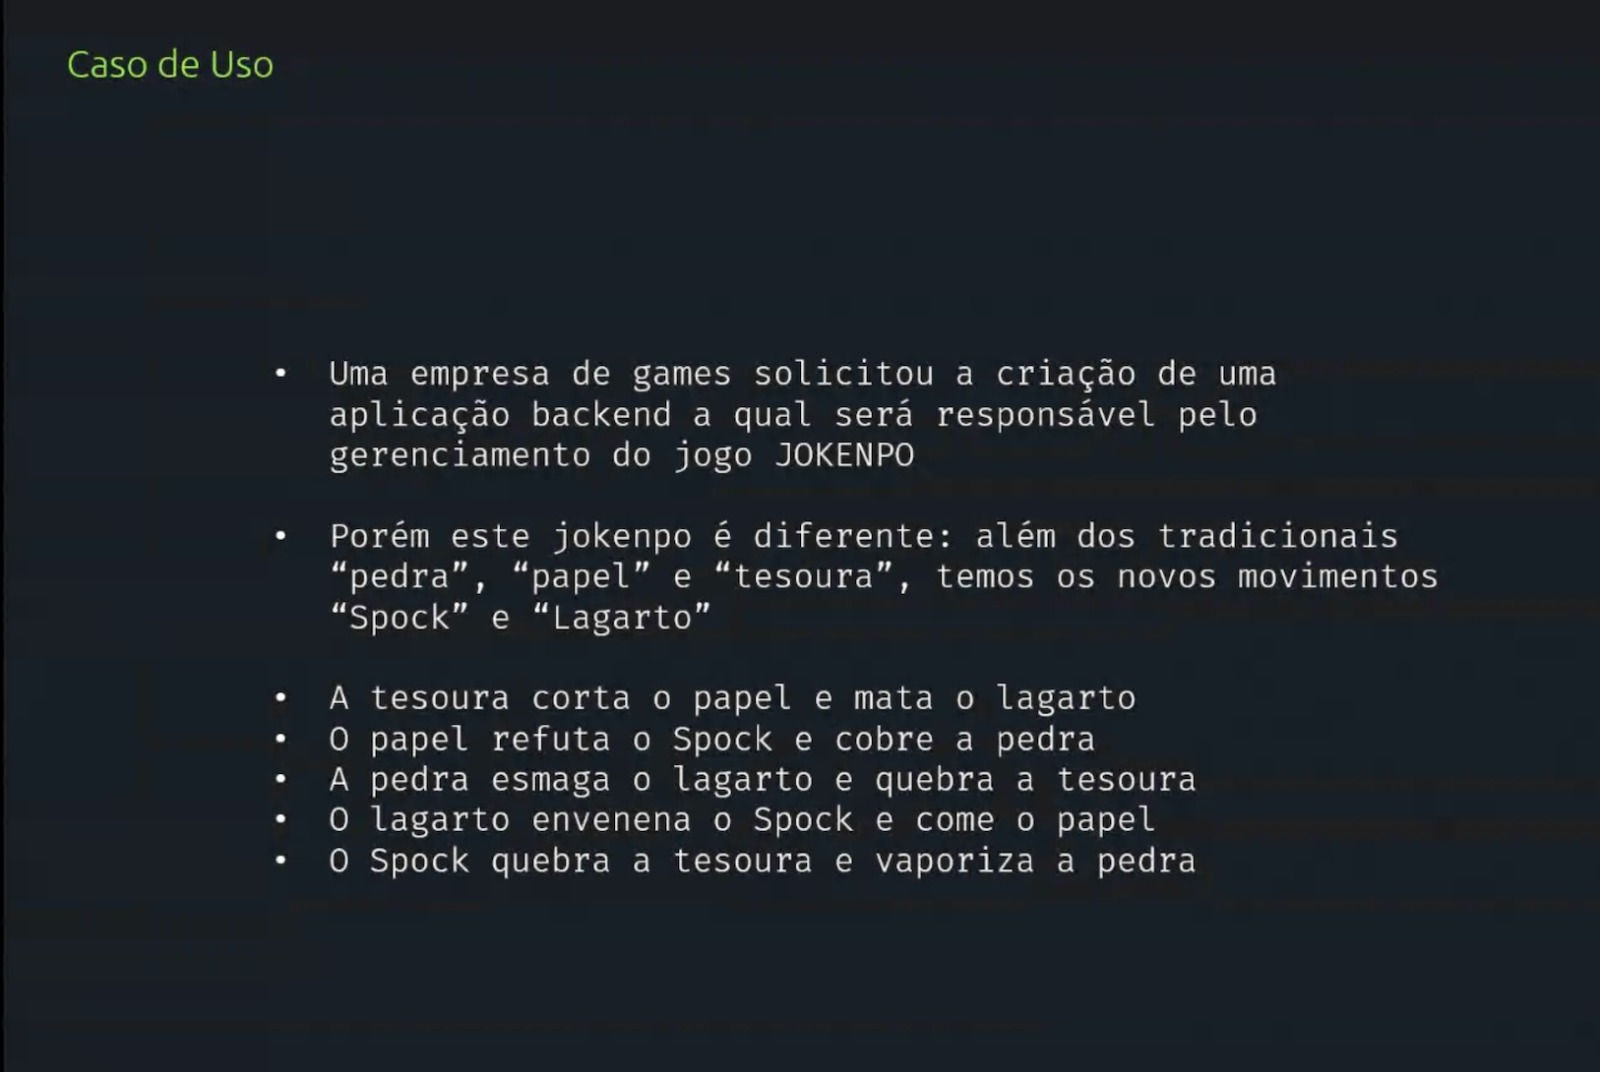 Caso de Uso
• Uma empresa de games solicitou a criação de uma
aplicação backend a qual será responsável pelo
gerenciamento do jogo JOKENPO
• Porém este jokenpo é diferente: além dos tradicionais
“pedra”, “papel” e “tesoura”, temos os novos movimentos
“Spock” e “Lagarto”
• A tesoura corta o papel e mata o lagarto
• O papel refuta o Spock e cobre a pedra
• A pedra esmaga o lagarto e quebra a tesoura
• O lagarto envenena o Spock e come o papel
• O Spock quebra a tesoura e vaporiza a pedra